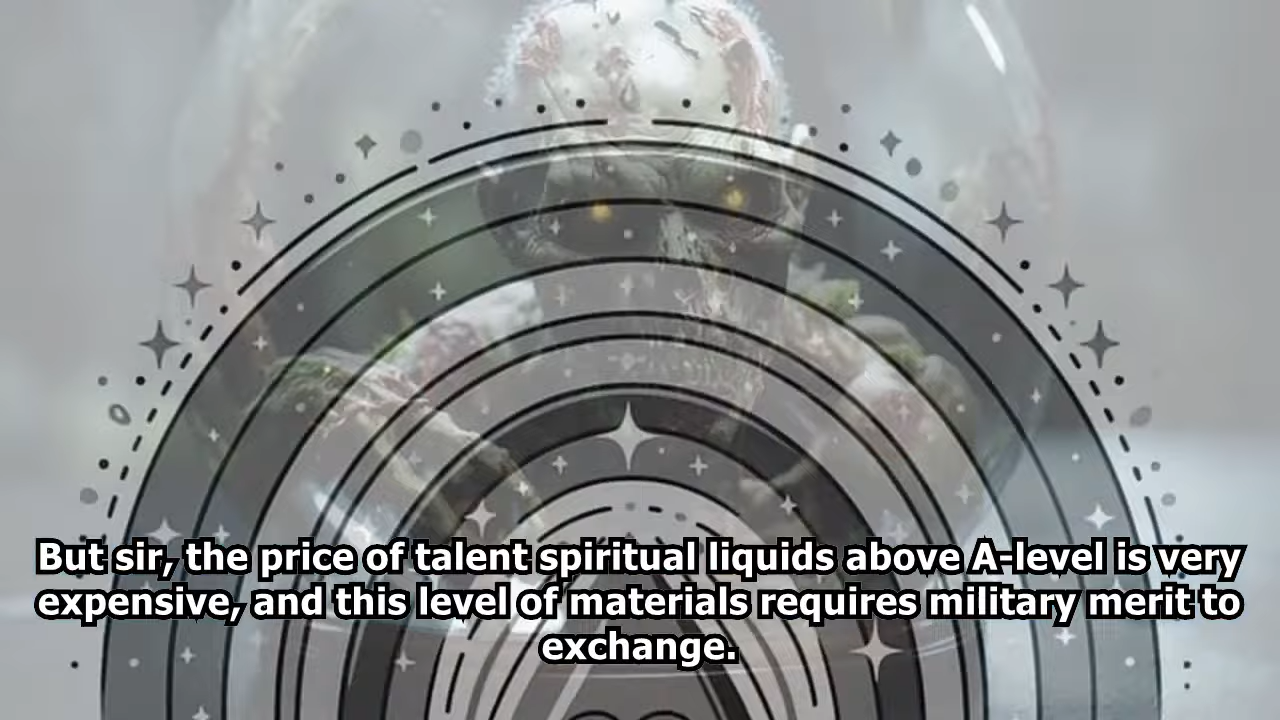 But sir, the price of talent spiritual liquids above A-level is very
expensive, and this level of materials requires military merit to
exchange.